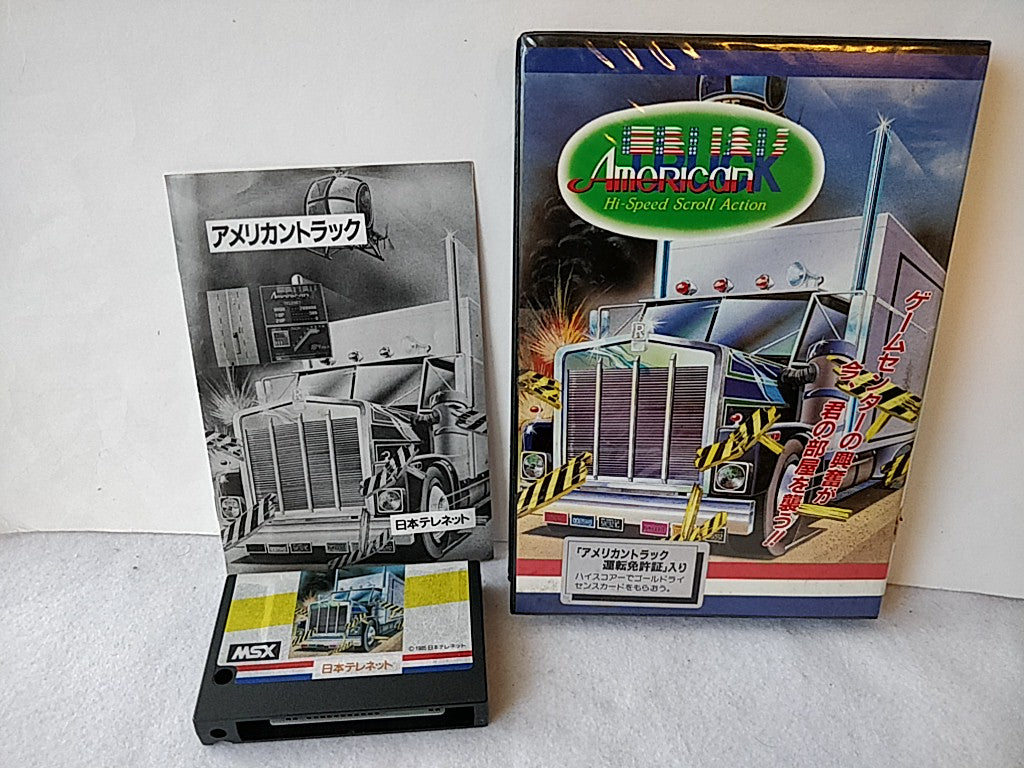 アメリカントラック
American
日本テレネット
MSX
© 1985 日本テレネット
日本テレネット
TRUCK
American
Hi-Speed Scroll Action
R
ゲームセンターの興奮が
今、君の部屋を襲う!!
「アメリカントラック
運転免許証」入り
ハイスコアーでゴールドライ
センスカードをもらおう。